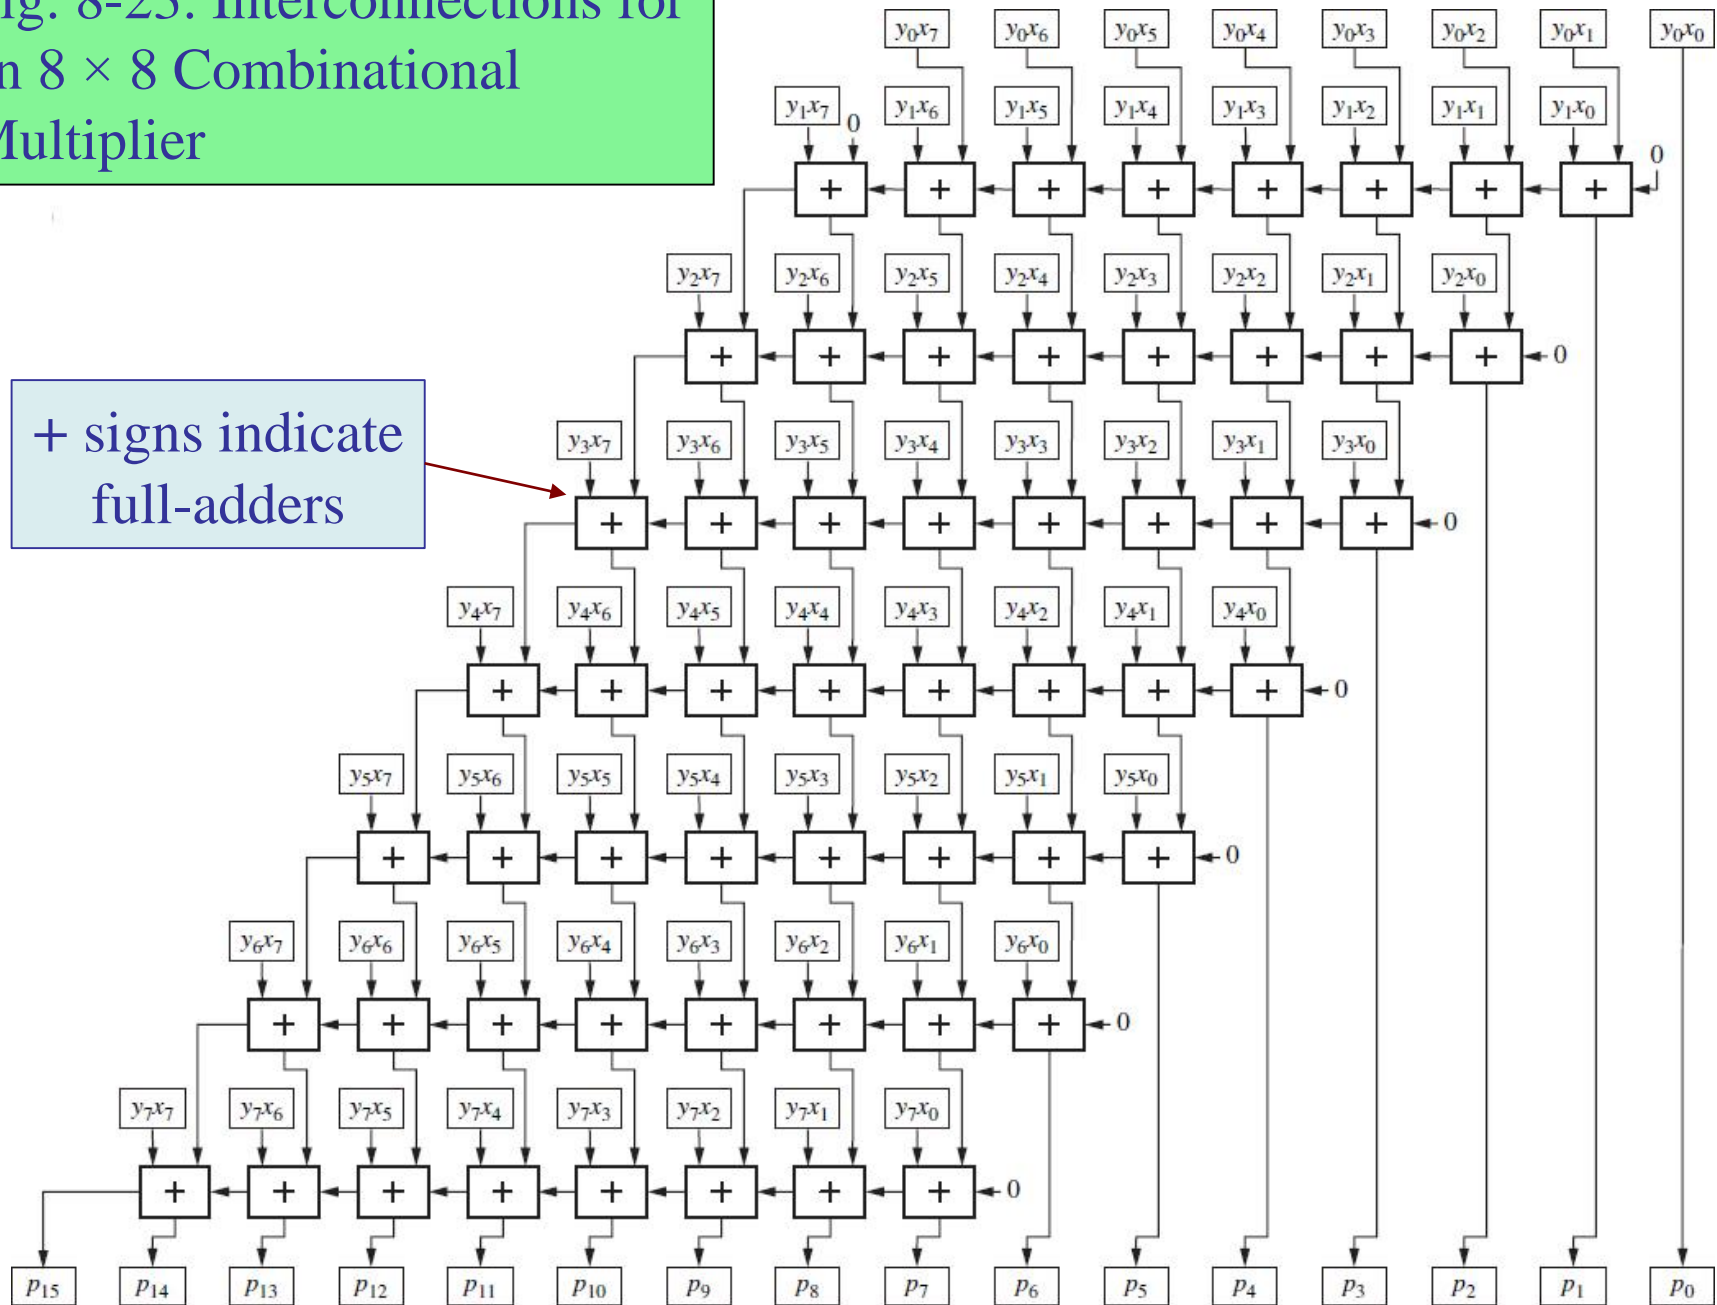 ig. 8-23. Interconnections for
n 8 × 8 Combinational
Multiplier
y₀x₇ y₀x₆ y₀x₅ y₀x₄ y₀x₃ y₀x₂ y₀x₁ y₀x₀
y₁x₇ 0 y₁x₆ y₁x₅ y₁x₄ y₁x₃ y₁x₂ y₁x₁ y₁x₀
0
+ + + + + + + +
y₂x₇ y₂x₆ y₂x₅ y₂x₄ y₂x₃ y₂x₂ y₂x₁ y₂x₀
+ + + + + + + + 0
+ signs indicate
full-adders
y₃x₇ y₃x₆ y₃x₅ y₃x₄ y₃x₃ y₃x₂ y₃x₁ y₃x₀
+ + + + + + + + 0
y₄x₇ y₄x₆ y₄x₅ y₄x₄ y₄x₃ y₄x₂ y₄x₁ y₄x₀
+ + + + + + + + 0
y₅x₇ y₅x₆ y₅x₅ y₅x₄ y₅x₃ y₅x₂ y₅x₁ y₅x₀
+ + + + + + + + 0
y₆x₇ y₆x₆ y₆x₅ y₆x₄ y₆x₃ y₆x₂ y₆x₁ y₆x₀
+ + + + + + + + 0
y₇x₇ y₇x₆ y₇x₅ y₇x₄ y₇x₃ y₇x₂ y₇x₁ y₇x₀
+ + + + + + + + 0
p₁₅ p₁₄ p₁₃ p₁₂ p₁₁ p₁₀ p₉ p₈ p₇ p₆ p₅ p₄ p₃ p₂ p₁ p₀